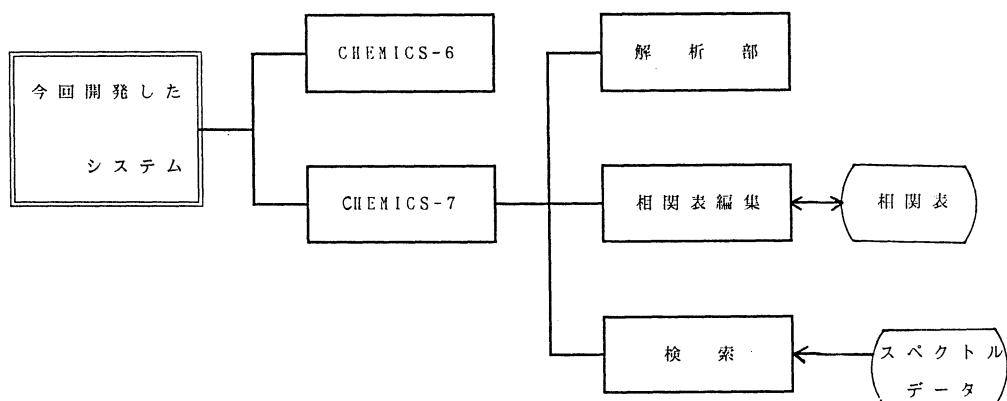 今回開発した
システム
CHEMICS-6
CHEMICS-7
解析部
相関表編集
相関表
検索
スペクトル
データ